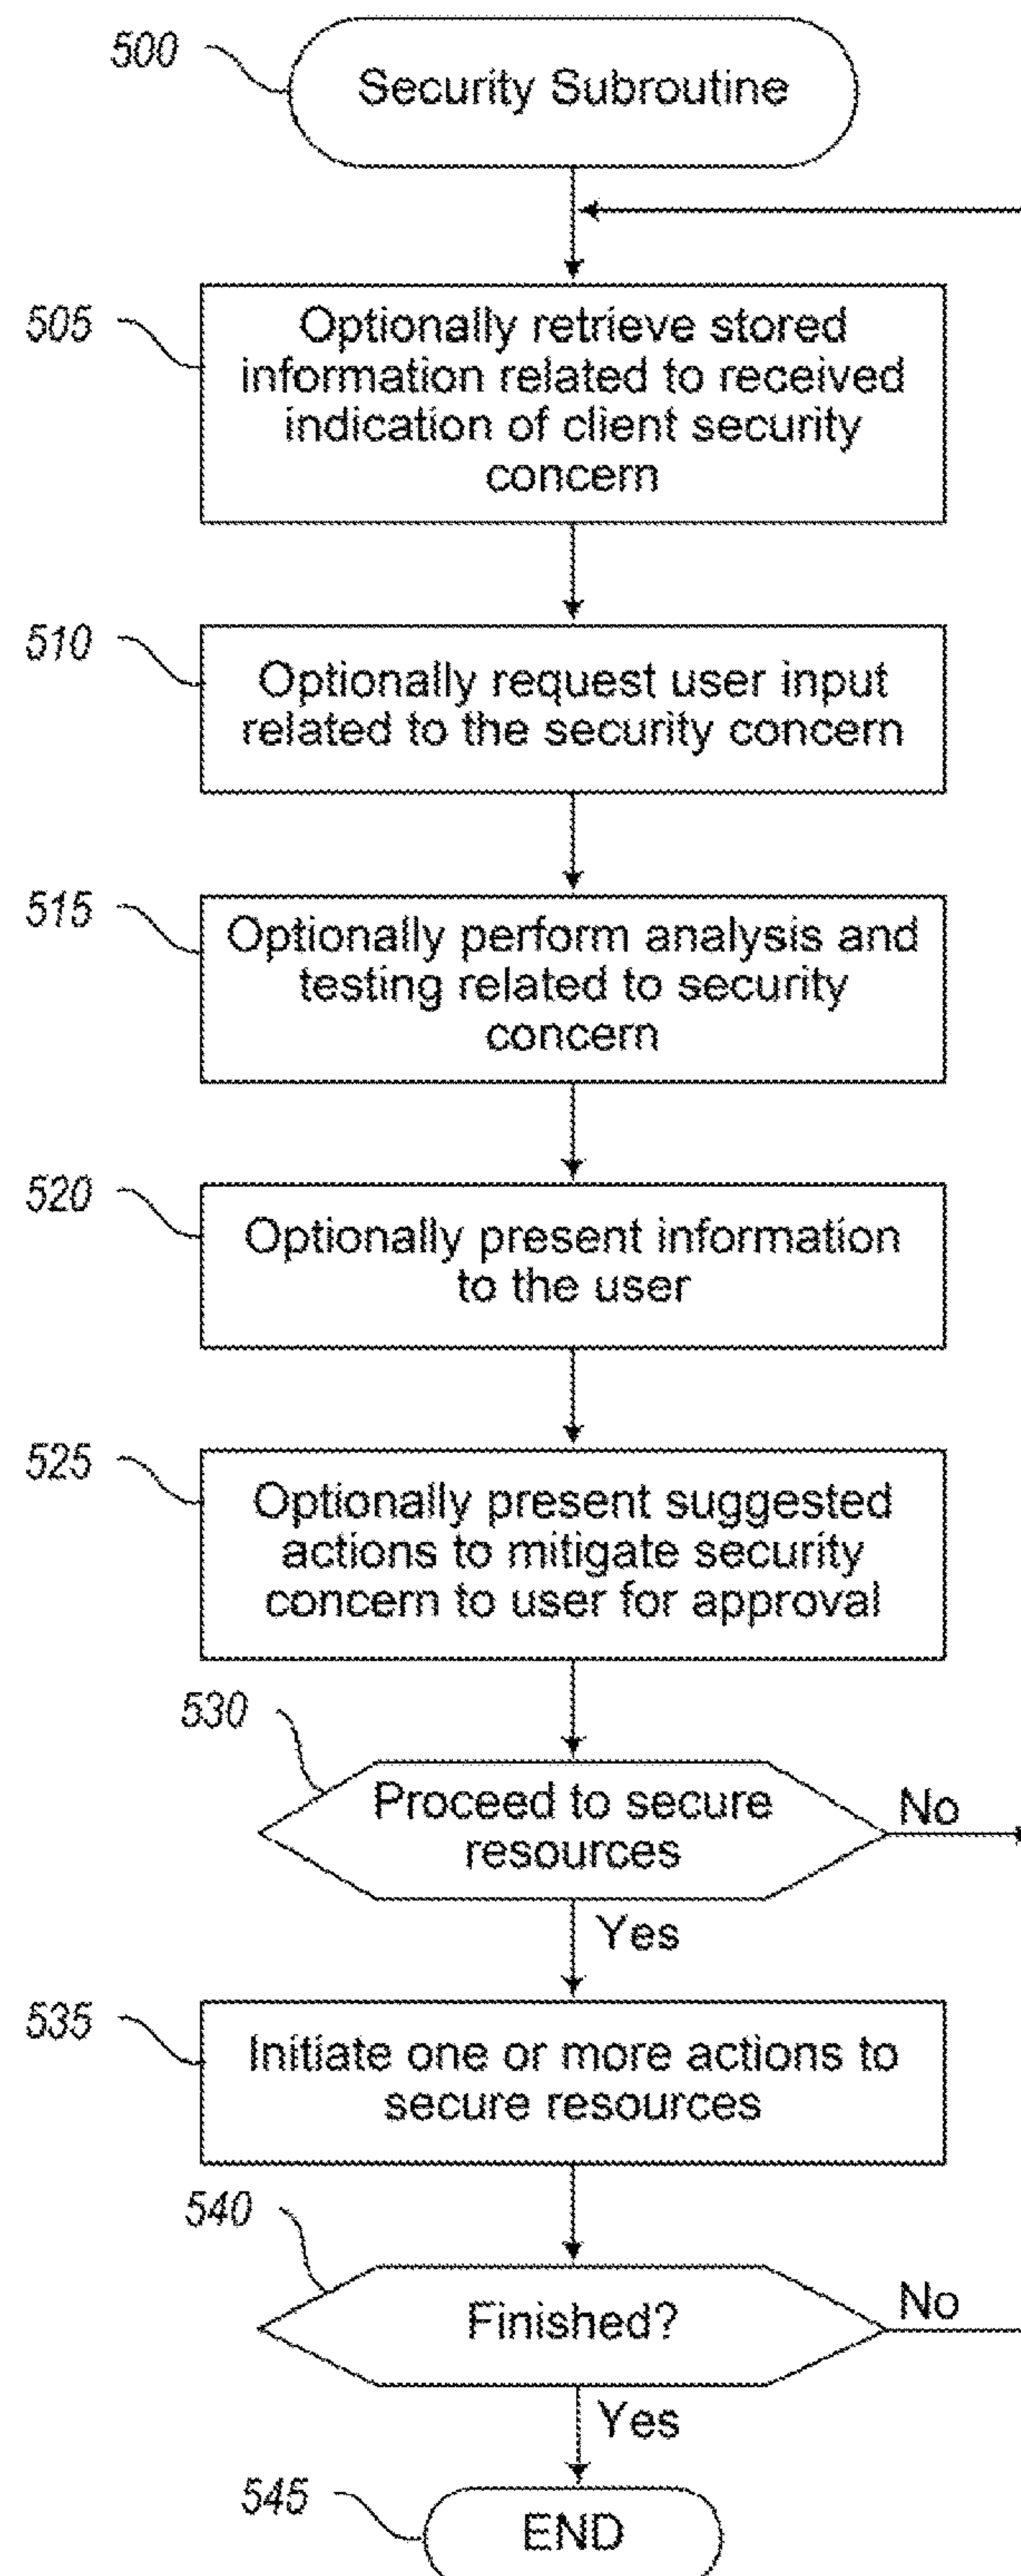 500
Security Subroutine
505
Optionally retrieve stored
information related to received
indication of client security
concern
510
Optionally request user input
related to the security concern
515
Optionally perform analysis and
testing related to security
concern
520
Optionally present information
to the user
525
Optionally present suggested
actions to mitigate security
concern to user for approval
530
Proceed to secure
resources
No
Yes
535
Initiate one or more actions to
secure resources
540
Finished?
No
Yes
545
END